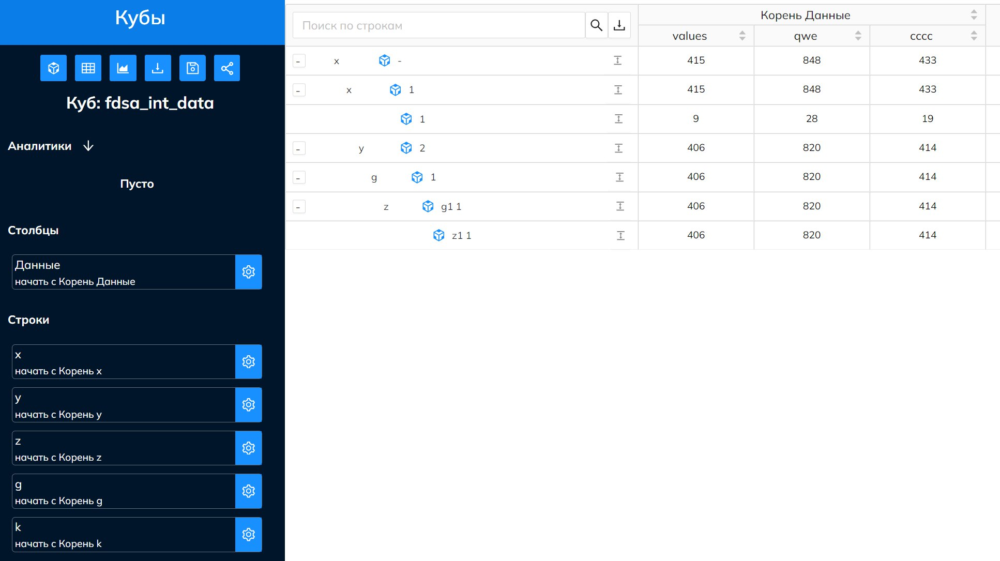 Кубы
Куб: fdsa_int_data
Аналитики
Пусто
Столбцы
Данные
начать с Корень Данные
Строки
x
начать с Корень x
y
начать с Корень y
z
начать с Корень z
g
начать с Корень g
k
начать с Корень k
Поиск по строкам
Корень Данные
values qwe cccc
- x - 415 848 433
- x 1 415 848 433
1 9 28 19
- y 2 406 820 414
- g 1 406 820 414
- z g1 1 406 820 414
z1 1 406 820 414